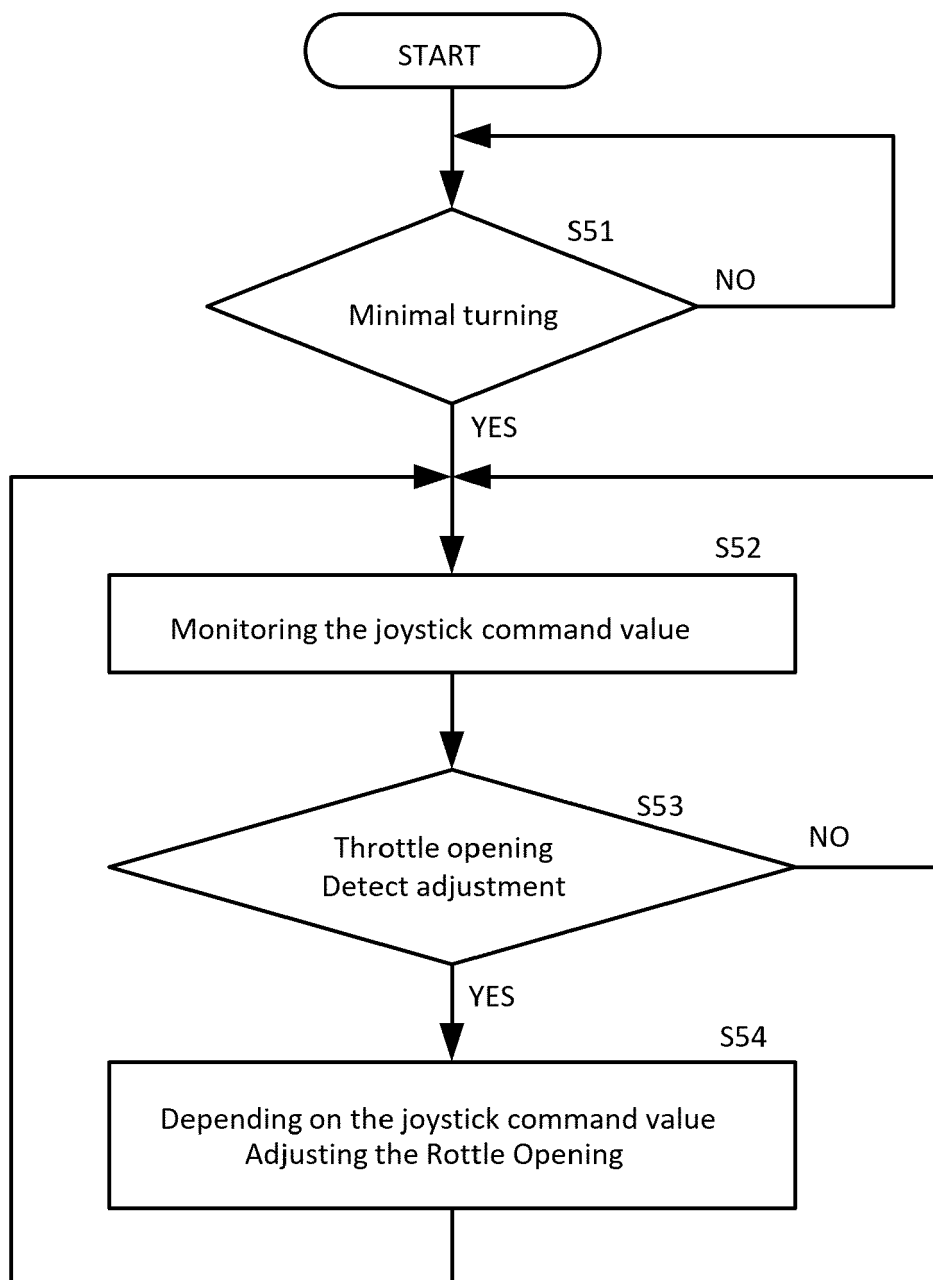 START
S51
NO
Minimal turning
YES
S52
Monitoring the joystick command value
S53
NO
Throttle opening
Detect adjustment
YES
S54
Depending on the joystick command value
Adjusting the Rottle Opening